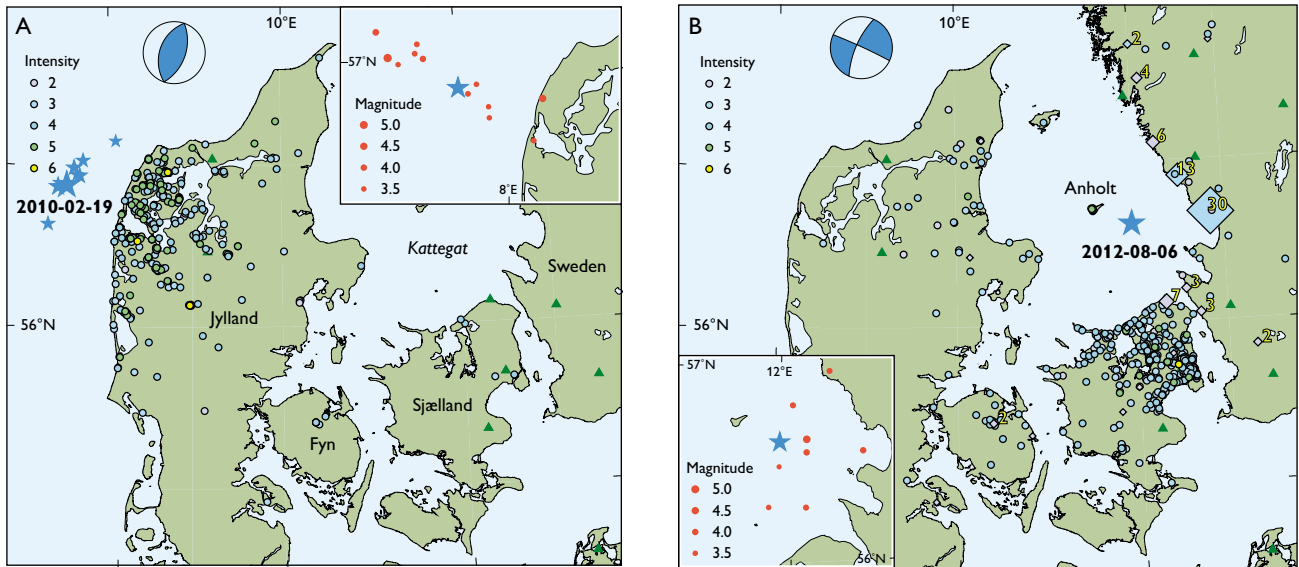 A
10°E
Intensity
2
3
4
5
6
57°N
Magnitude
5.0
4.5
4.0
3.5
8°E
2010-02-19
Kattegat
Sweden
56°N
Jylland
Sjælland
Fyn
B
10°E
Intensity
2
3
4
5
6
2
4
6
13
30
Anholt
2012-08-06
3
7
3
56°N
2
2
57°N
12°E
Magnitude
5.0
4.5
4.0
3.5
56°N